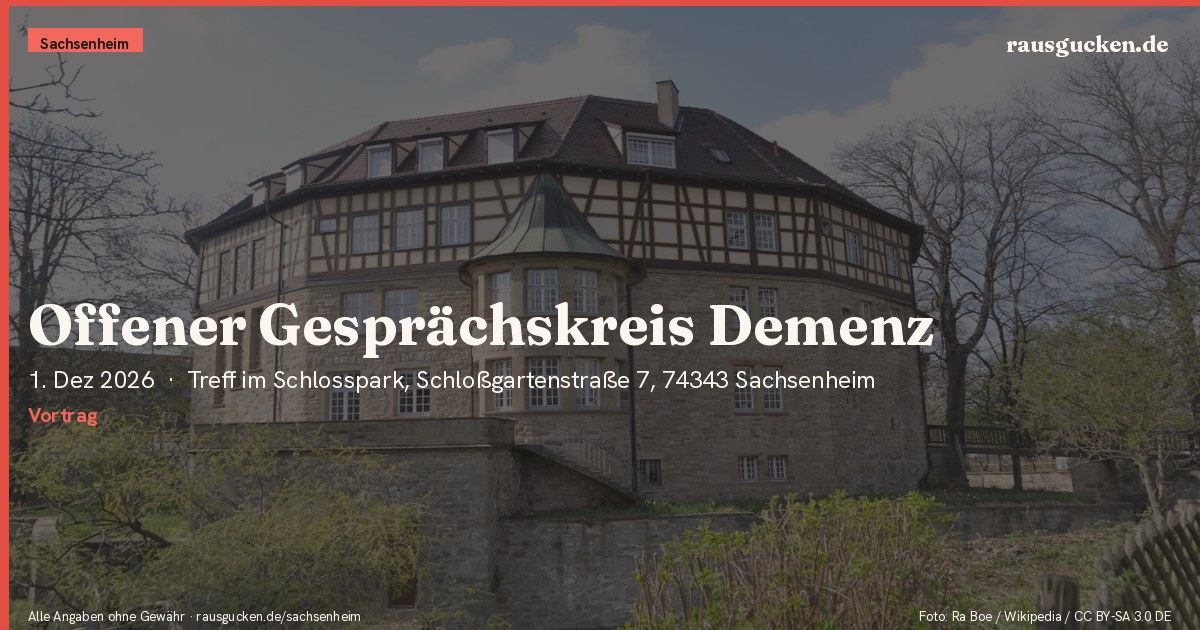 Sachsenheim
rausgucken.de
Offener Gesprächskreis Demenz
1. Dez 2026 · Treff im Schlosspark, Schloßgartenstraße 7, 74343 Sachsenheim
Vortrag
Alle Angaben ohne Gewähr · rausgucken.de/sachsenheim
Foto: Ra Boe / Wikipedia / CC BY-SA 3.0 DE